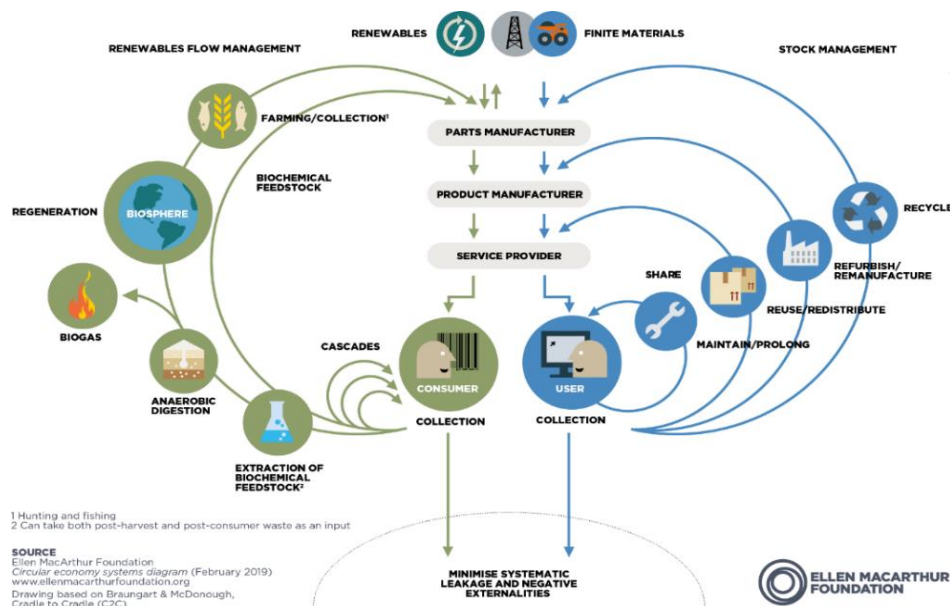 RENEWABLES
FINITE MATERIALS
RENEWABLES FLOW MANAGEMENT
STOCK MANAGEMENT
FARMING/COLLECTION¹
PARTS MANUFACTURER
BIOCHEMICAL
FEEDSTOCK
PRODUCT MANUFACTURER
REGENERATION
BIOSPHERE
RECYCLE
SERVICE PROVIDER
SHARE
REFURBISH/
REMANUFACTURE
REUSE/REDISTRIBUTE
BIOGAS
CASCADES
MAINTAIN/PROLONG
CONSUMER
USER
ANAEROBIC
DIGESTION
COLLECTION
COLLECTION
EXTRACTION OF
BIOCHEMICAL
FEEDSTOCK²
1 Hunting and fishing
2 Can take both post-harvest and post-consumer waste as an input
SOURCE
Ellen MacArthur Foundation
Circular economy systems diagram (February 2019)
www.ellenmacarthurfoundation.org
Drawing based on Braungart & McDonough,
Cradle to Cradle (C2C)
MINIMISE SYSTEMATIC
LEAKAGE AND NEGATIVE
EXTERNALITIES
ELLEN MACARTHUR
FOUNDATION